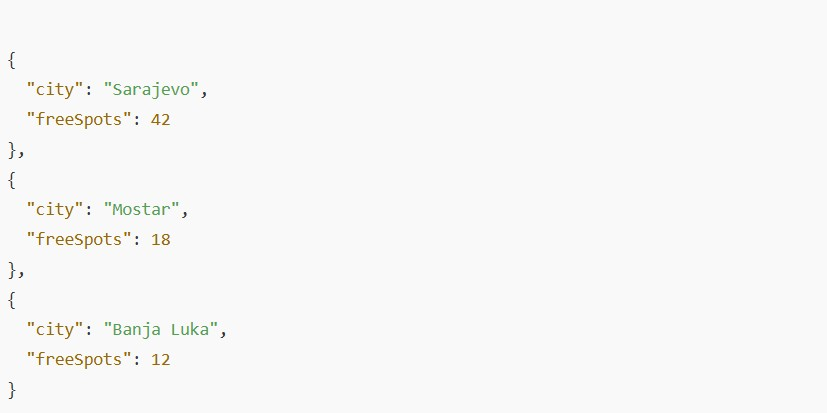 {
  "city": "Sarajevo",
  "freeSpots": 42
},
{
  "city": "Mostar",
  "freeSpots": 18
},
{
  "city": "Banja Luka",
  "freeSpots": 12
}